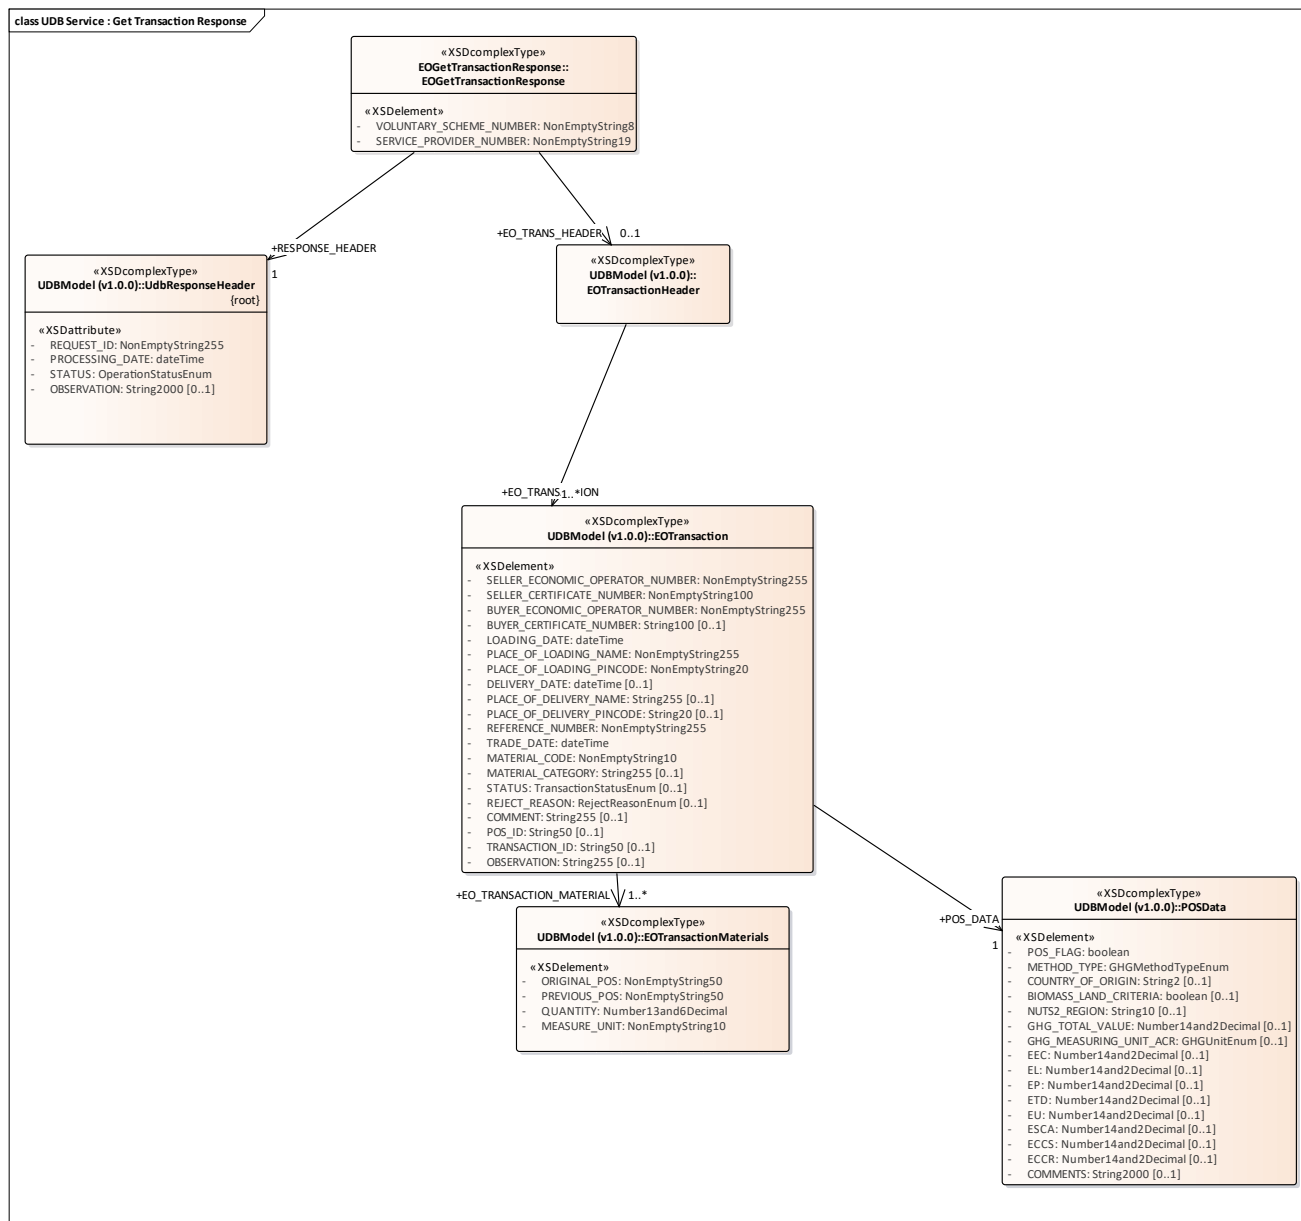 class UDB Service : Get Transaction Response
«XSDcomplexType»
EOGetTransactionResponse::
EOGetTransactionResponse
«XSDelement»
- VOLUNTARY_SCHEME_NUMBER: NonEmptyString8
- SERVICE_PROVIDER_NUMBER: NonEmptyString19
+RESPONSE_HEADER
1
+EO_TRANS_HEADER 0..1
«XSDcomplexType»
UDBModel (v1.0.0)::UdbResponseHeader
{root}
«XSDattribute»
- REQUEST_ID: NonEmptyString255
- PROCESSING_DATE: dateTime
- STATUS: OperationStatusEnum
- OBSERVATION: String2000 [0..1]
«XSDcomplexType»
UDBModel (v1.0.0)::
EOTransactionHeader
+EO_TRANS 1..* ION
«XSDcomplexType»
UDBModel (v1.0.0)::EOTransaction
«XSDelement»
- SELLER_ECONOMIC_OPERATOR_NUMBER: NonEmptyString255
- SELLER_CERTIFICATE_NUMBER: NonEmptyString100
- BUYER_ECONOMIC_OPERATOR_NUMBER: NonEmptyString255
- BUYER_CERTIFICATE_NUMBER: String100 [0..1]
- LOADING_DATE: dateTime
- PLACE_OF_LOADING_NAME: NonEmptyString255
- PLACE_OF_LOADING_PINCODE: NonEmptyString20
- DELIVERY_DATE: dateTime [0..1]
- PLACE_OF_DELIVERY_NAME: String255 [0..1]
- PLACE_OF_DELIVERY_PINCODE: String20 [0..1]
- REFERENCE_NUMBER: NonEmptyString255
- TRADE_DATE: dateTime
- MATERIAL_CODE: NonEmptyString10
- MATERIAL_CATEGORY: String255 [0..1]
- STATUS: TransactionStatusEnum [0..1]
- REJECT_REASON: RejectReasonEnum [0..1]
- COMMENT: String255 [0..1]
- POS_ID: String50 [0..1]
- TRANSACTION_ID: String50 [0..1]
- OBSERVATION: String255 [0..1]
+EO_TRANSACTION_MATERIAL 1..*
«XSDcomplexType»
UDBModel (v1.0.0)::EOTransactionMaterials
«XSDelement»
- ORIGINAL_POS: NonEmptyString50
- PREVIOUS_POS: NonEmptyString50
- QUANTITY: Number13and6Decimal
- MEASURE_UNIT: NonEmptyString10
+POS_DATA
1
«XSDcomplexType»
UDBModel (v1.0.0)::POSData
«XSDelement»
- POS_FLAG: boolean
- METHOD_TYPE: GHGMethodTypeEnum
- COUNTRY_OF_ORIGIN: String2 [0..1]
- BIOMASS_LAND_CRITERIA: boolean [0..1]
- NUTS2_REGION: String10 [0..1]
- GHG_TOTAL_VALUE: Number14and2Decimal [0..1]
- GHG_MEASURING_UNIT_ACR: GHGUnitEnum [0..1]
- EEC: Number14and2Decimal [0..1]
- EL: Number14and2Decimal [0..1]
- EP: Number14and2Decimal [0..1]
- ETD: Number14and2Decimal [0..1]
- EU: Number14and2Decimal [0..1]
- ESCA: Number14and2Decimal [0..1]
- ECCS: Number14and2Decimal [0..1]
- ECCR: Number14and2Decimal [0..1]
- COMMENTS: String2000 [0..1]